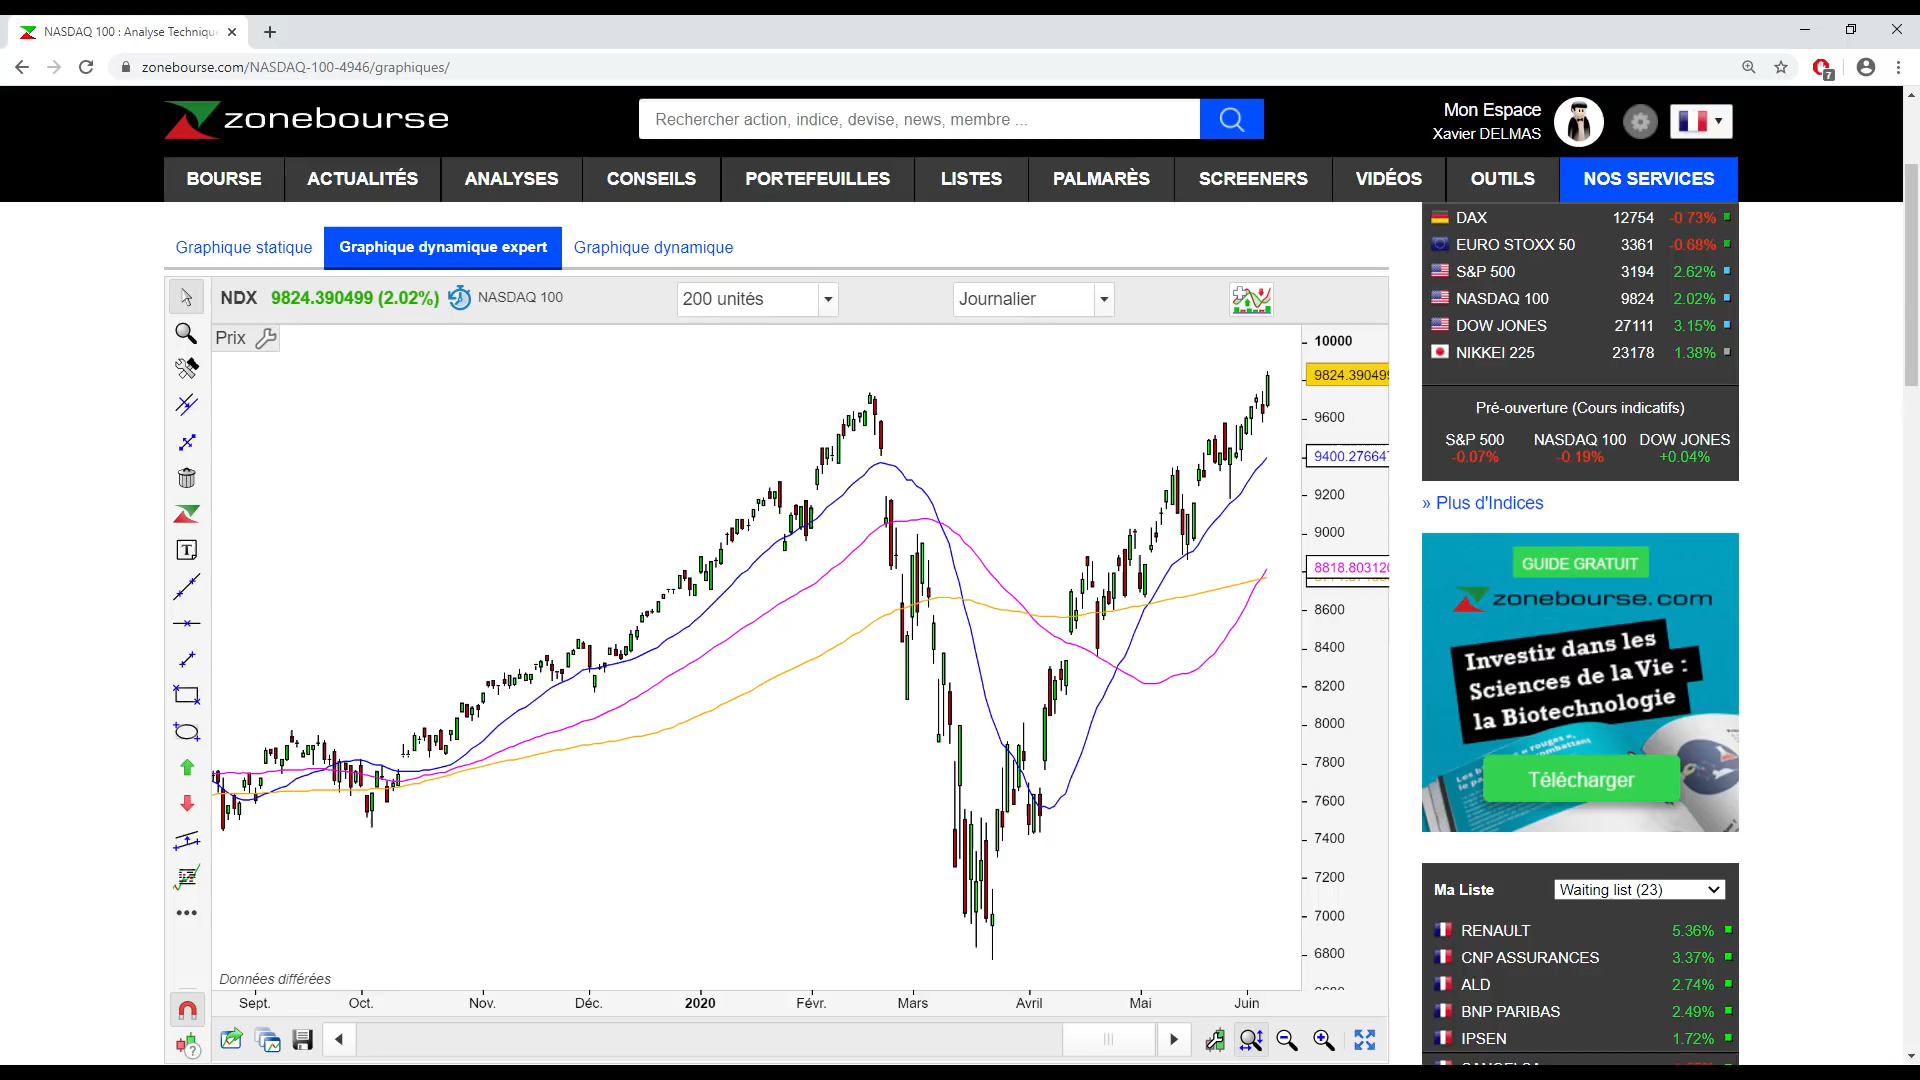 NASDAQ 100 : Analyse Technique
zonebourse.com/NASDAQ-100-4946/graphiques/
7
zonebourse
Rechercher action, indice, devise, news, membre ...
Mon Espace
Xavier DELMAS
BOURSE ACTUALITÉS ANALYSES CONSEILS PORTEFEUILLES LISTES PALMARÈS SCREENERS VIDÉOS OUTILS NOS SERVICES
Graphique statique Graphique dynamique expert Graphique dynamique
NDX 9824.390499 (2.02%) NASDAQ 100 200 unités Journalier
Prix
10000
9824.390499
9600
9400.276647
9200
9000
8818.803120
8600
8400
8200
8000
7800
7600
7400
7200
7000
6800
Données différées
Sept. Oct. Nov. Déc. 2020 Févr. Mars Avril Mai Juin
DAX 12754 -0.73%
EURO STOXX 50 3361 -0.68%
S&P 500 3194 2.62%
NASDAQ 100 9824 2.02%
DOW JONES 27111 3.15%
NIKKEI 225 23178 1.38%
Pré-ouverture (Cours indicatifs)
S&P 500 NASDAQ 100 DOW JONES
-0.07% -0.19% +0.04%
» Plus d'Indices
GUIDE GRATUIT
zonebourse.com
Investir dans les
Sciences de la Vie :
la Biotechnologie
Télécharger
Ma Liste Waiting list (23)
RENAULT 5.36%
CNP ASSURANCES 3.37%
ALD 2.74%
BNP PARIBAS 2.49%
IPSEN 1.72%